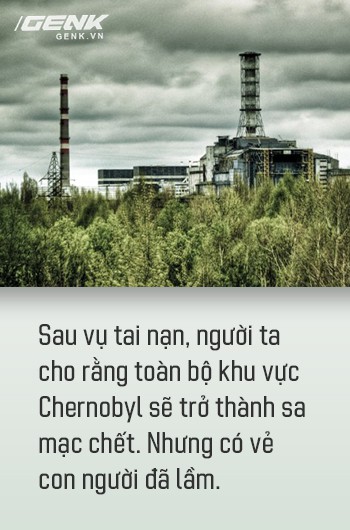 GENK
GENK.VN
Sau vụ tai nạn, người ta
cho rằng toàn bộ khu vực
Chernobyl sẽ trở thành sa
mạc chết. Nhưng có vẻ
con người đã lầm.